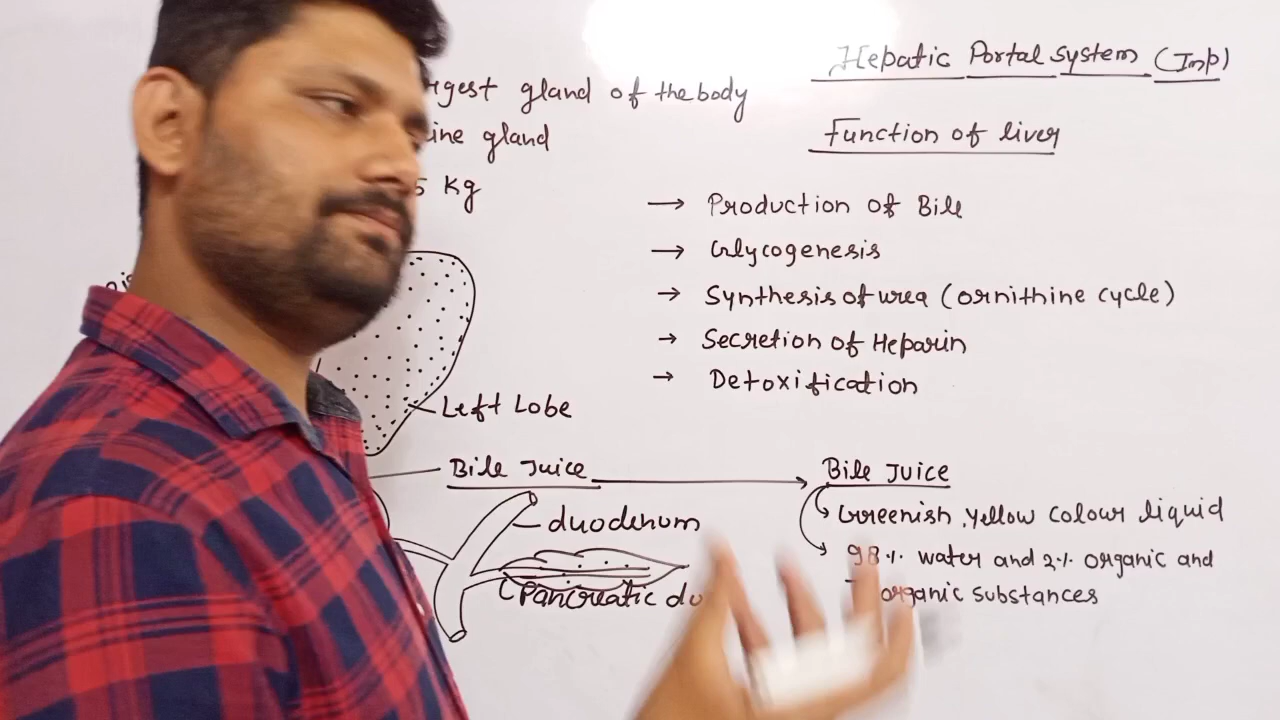 Hepatic Portal System (Imp)
gland of the body
gland
5 Kg
Function of liver
→ Production of Bile
→ Glycogenesis
→ Synthesis of urea (ornithine cycle)
→ Secretion of Heparin
→ Detoxification
Left Lobe
Bile Juice
duodenum
Pancreatic du
Bile Juice
Greenish yellow colour liquid
98% water and 2% organic and
organic substances